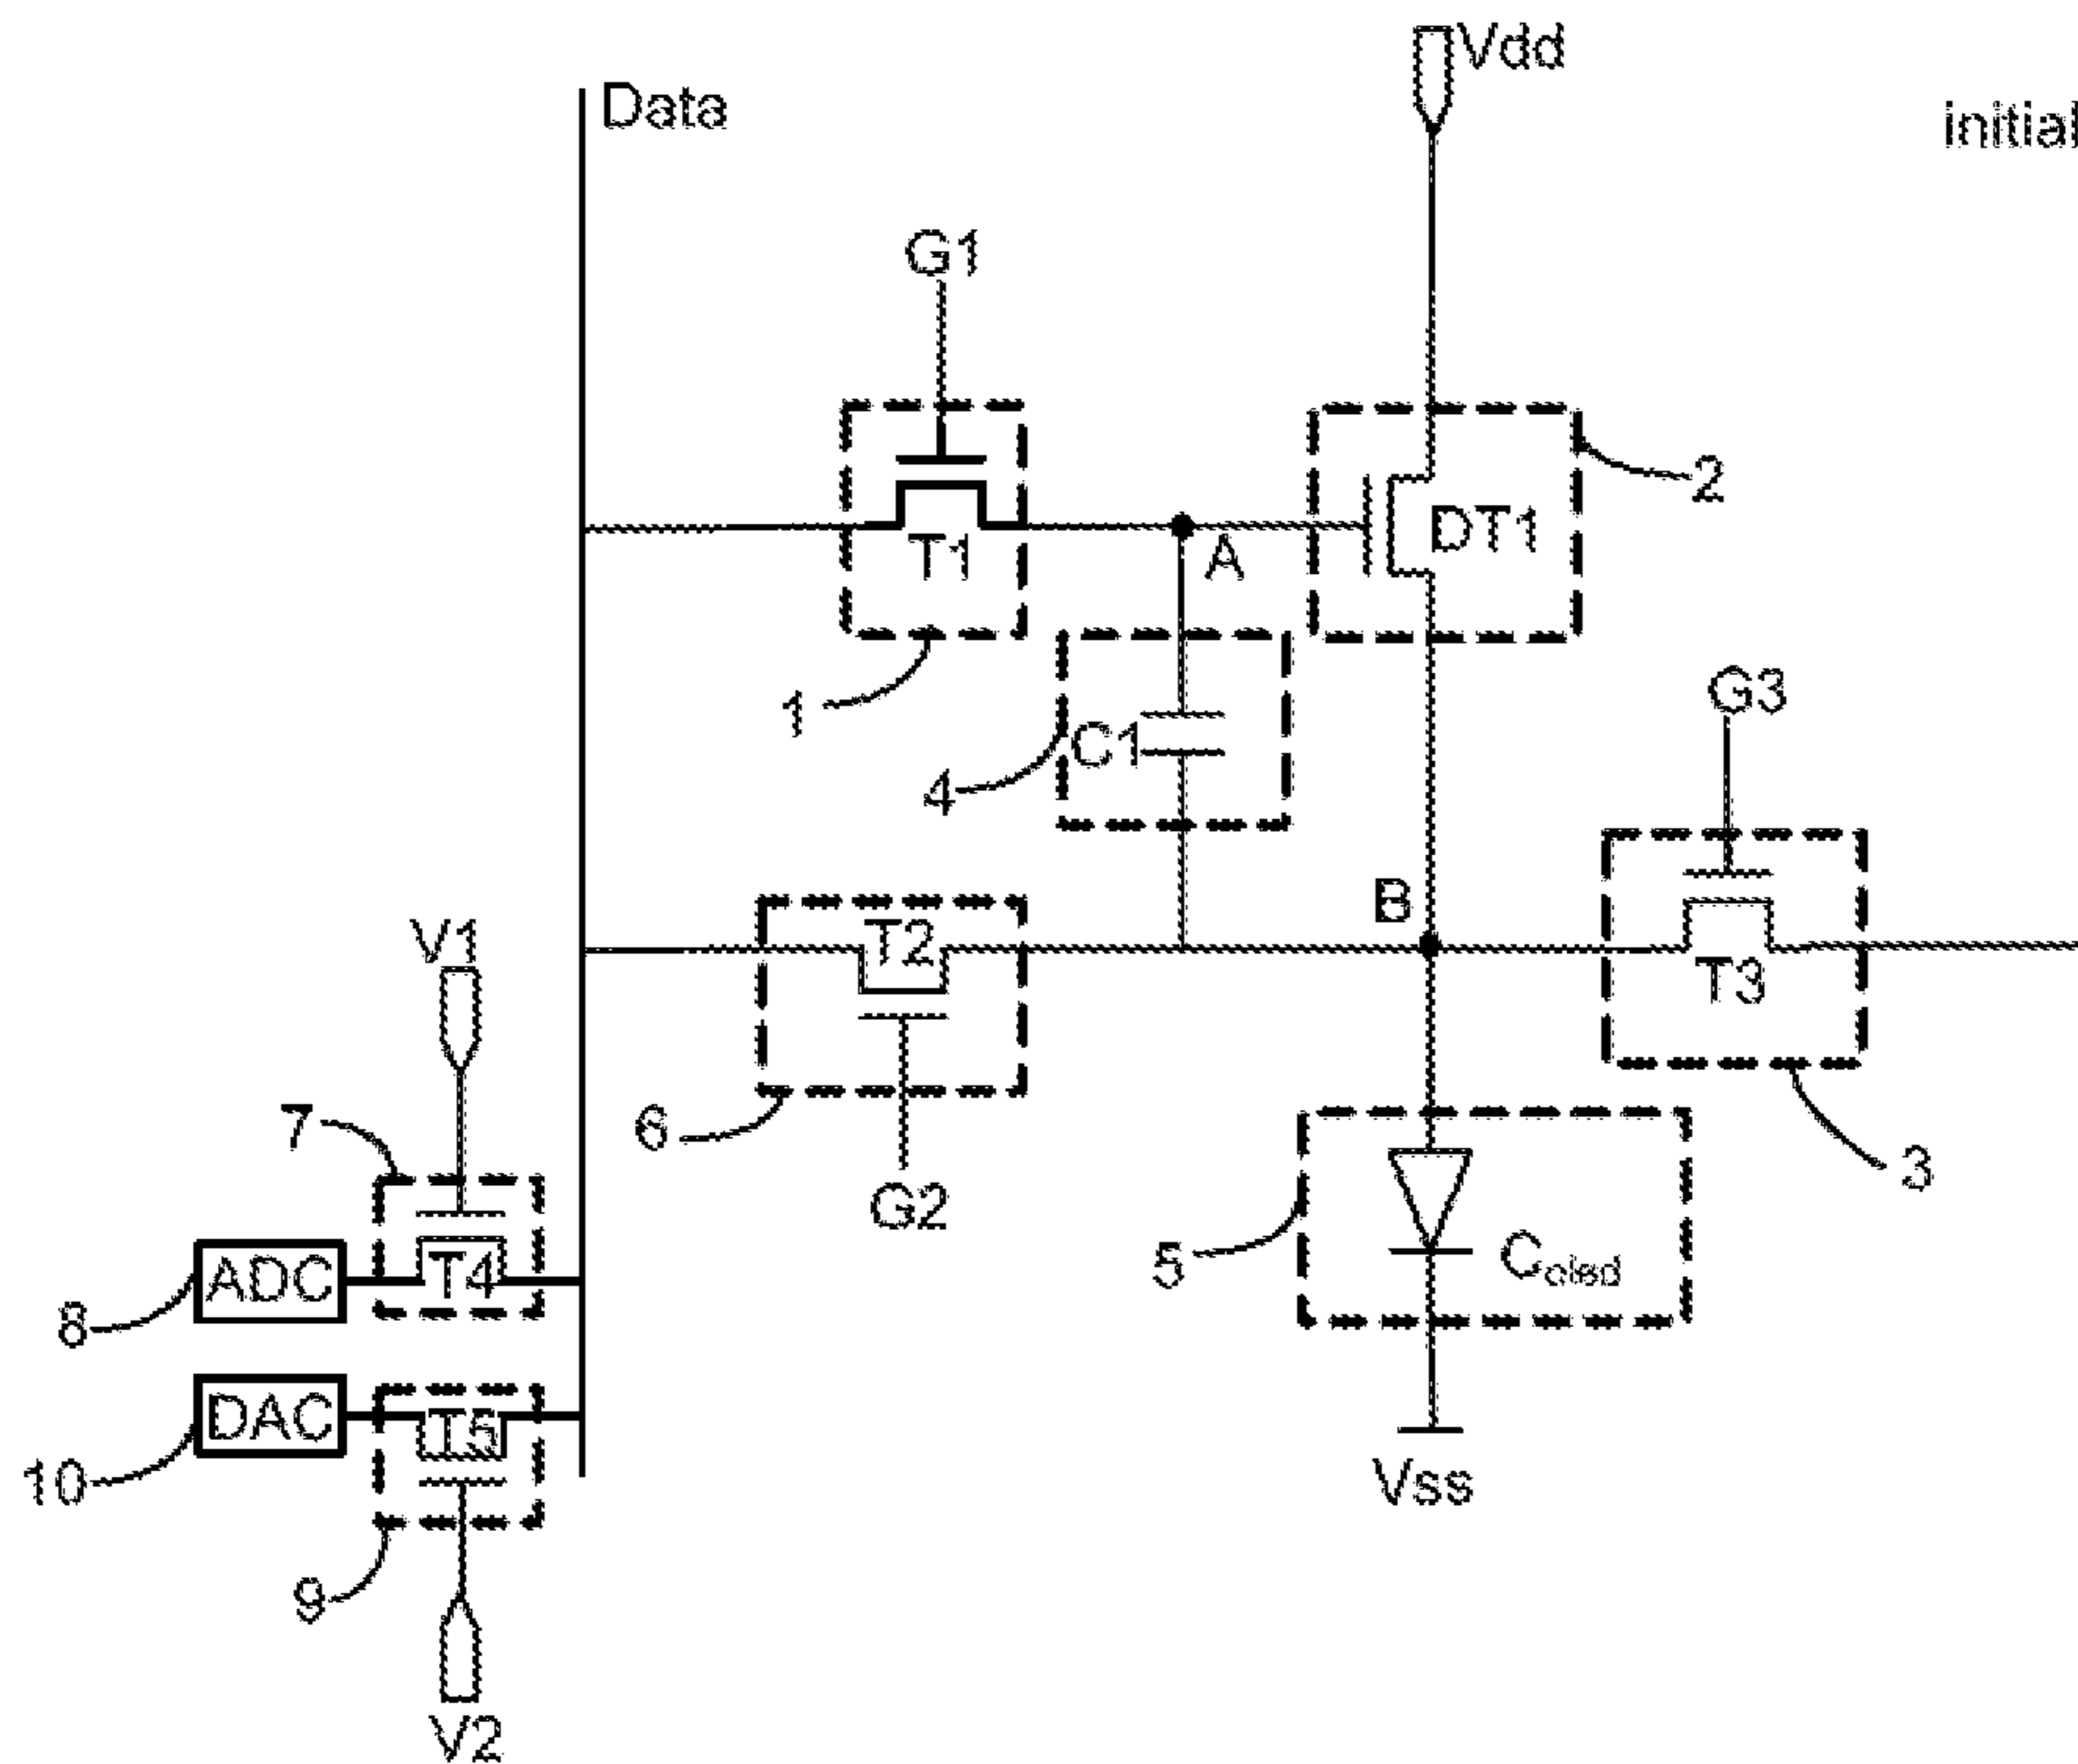 Vdd
Data
initial
G1
2
DT1
T1
A
G3
1
C1
4
B
T2
V1
T3
7
6
3
G2
ADC
T4
5
Coled
8
DAC
T5
10
Vss
9
V2